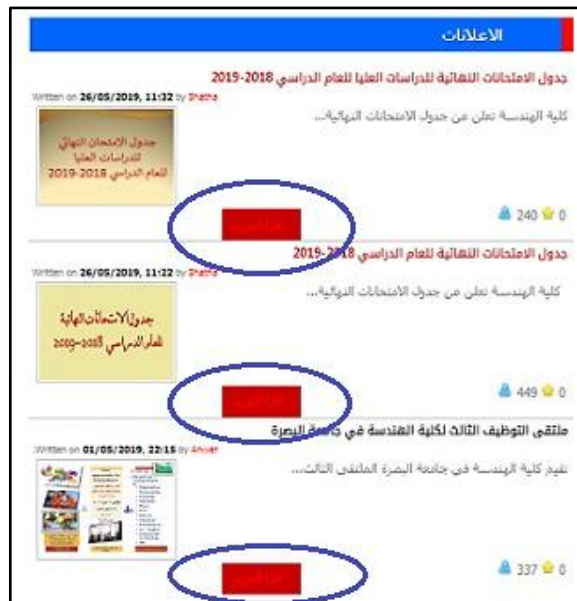 الاعلانات
جدول الامتحانات النهائية للدراسات العليا للعام الدراسي 2018-2019
Written on 26/05/2019, 11:32 by Shatha
كلية الهندسة تعلن عن جدول الامتحانات النهائية...
جدول الامتحان النهائي
للدراسات العليا
للعام الدراسي 2018-2019
240 0
جدول الامتحانات النهائية للعام الدراسي 2018-2019
Written on 26/05/2019, 11:22 by Shatha
كلية الهندسة تعلن عن جدول الامتحانات النهائية...
جدول الامتحانات النهائية
للعام الدراسي 2018-2019
449 0
ملتقى التوظيف الثالث لكلية الهندسة في جامعة البصرة
Written on 01/05/2019, 22:15 by Anwar
تقيم كلية الهندسة في جامعة البصرة الملتقى الثالث...
337 0